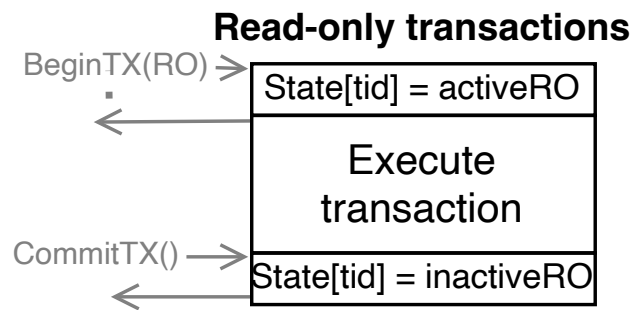 Read-only transactions
BeginTX(RO)
State[tid] = activeRO
Execute
transaction
CommitTX()
State[tid] = inactiveRO